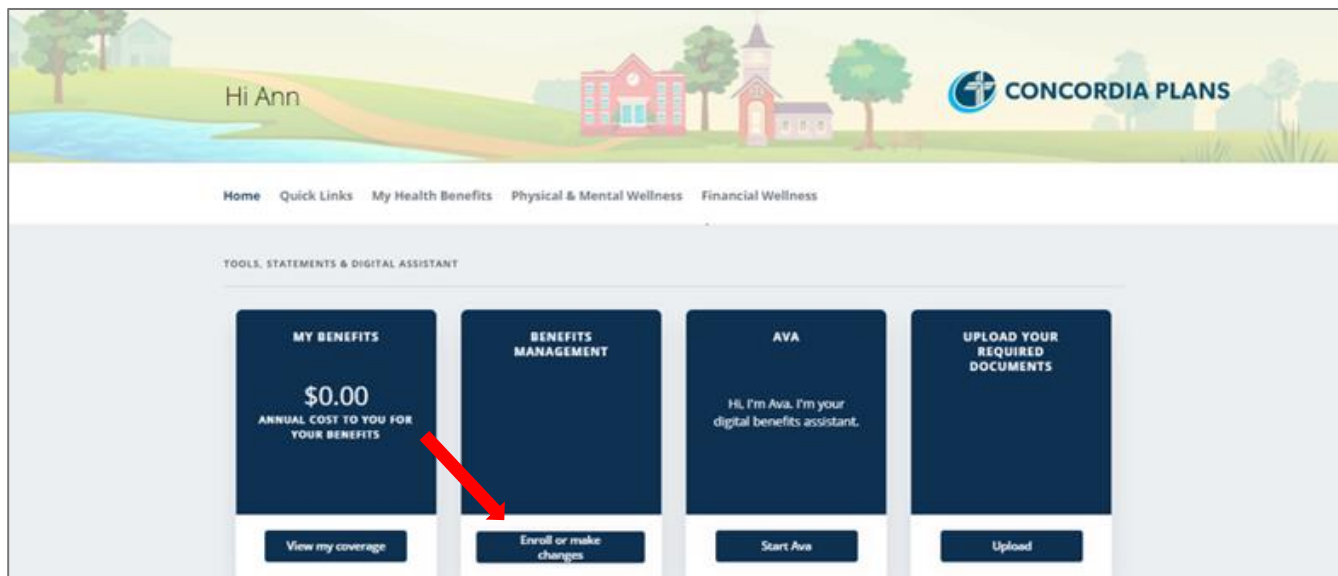 Hi Ann
CONCORDIA PLANS
Home Quick Links My Health Benefits Physical & Mental Wellness Financial Wellness
TOOLS, STATEMENTS & DIGITAL ASSISTANT
MY BENEFITS
$0.00
ANNUAL COST TO YOU FOR
YOUR BENEFITS
View my coverage
BENEFITS
MANAGEMENT
Enroll or make
changes
AVA
Hi, I'm Ava. I'm your
digital benefits assistant.
Start Ava
UPLOAD YOUR
REQUIRED
DOCUMENTS
Upload